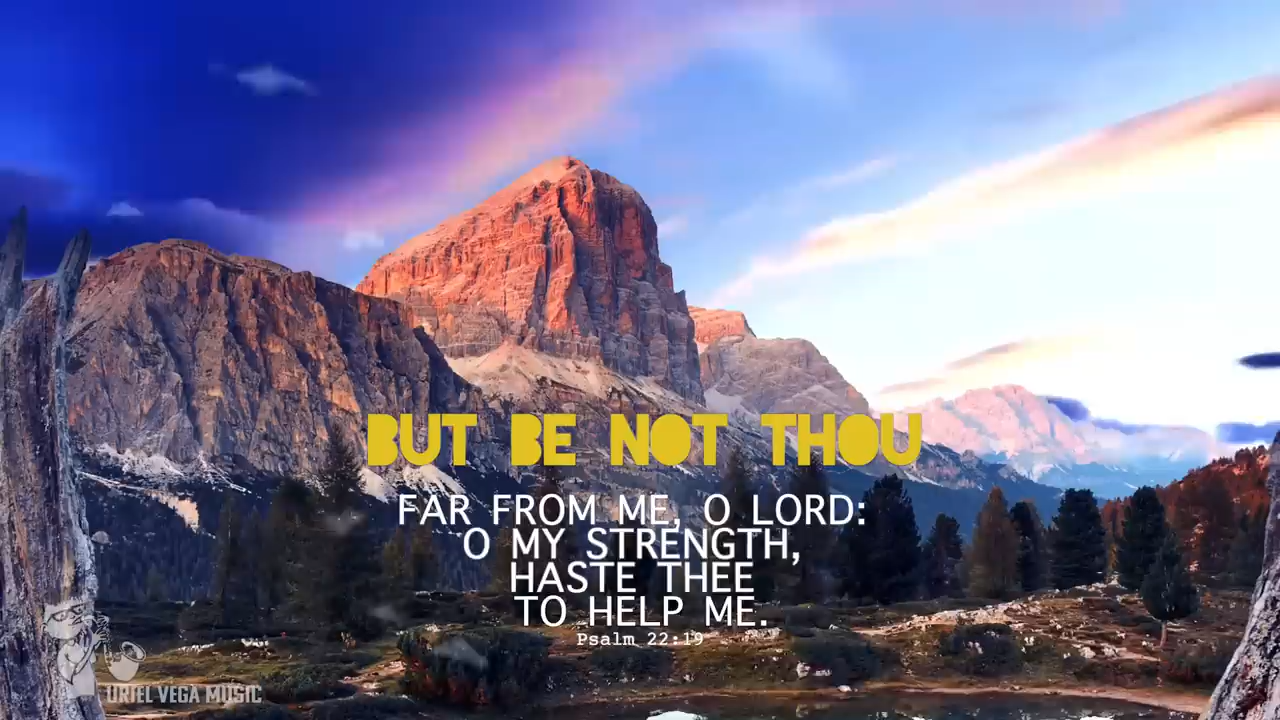 BUT BE NOT THOU
FAR FROM ME, O LORD:
O MY STRENGTH,
HASTE THEE
TO HELP ME.
Psalm 22:19
URIEL VEGA MUSIC